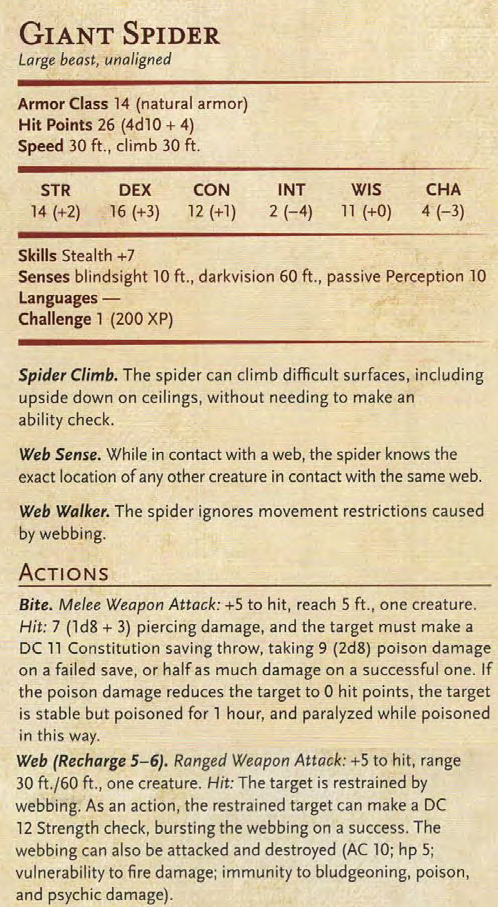 GIANT SPIDER
Large beast, unaligned
Armor Class 14 (natural armor)
Hit Points 26 (4d10 + 4)
Speed 30 ft., climb 30 ft.
STR DEX CON INT WIS CHA
14 (+2) 16 (+3) 12 (+1) 2 (−4) 11 (+0) 4 (−3)
Skills Stealth +7
Senses blindsight 10 ft., darkvision 60 ft., passive Perception 10
Languages —
Challenge 1 (200 XP)
Spider Climb. The spider can climb difficult surfaces, including
upside down on ceilings, without needing to make an
ability check.
Web Sense. While in contact with a web, the spider knows the
exact location of any other creature in contact with the same web.
Web Walker. The spider ignores movement restrictions caused
by webbing.
ACTIONS
Bite. Melee Weapon Attack: +5 to hit, reach 5 ft., one creature.
Hit: 7 (1d8 + 3) piercing damage, and the target must make a
DC 11 Constitution saving throw, taking 9 (2d8) poison damage
on a failed save, or half as much damage on a successful one. If
the poison damage reduces the target to 0 hit points, the target
is stable but poisoned for 1 hour, and paralyzed while poisoned
in this way.
Web (Recharge 5–6). Ranged Weapon Attack: +5 to hit, range
30 ft./60 ft., one creature. Hit: The target is restrained by
webbing. As an action, the restrained target can make a DC
12 Strength check, bursting the webbing on a success. The
webbing can also be attacked and destroyed (AC 10; hp 5;
vulnerability to fire damage; immunity to bludgeoning, poison,
and psychic damage).